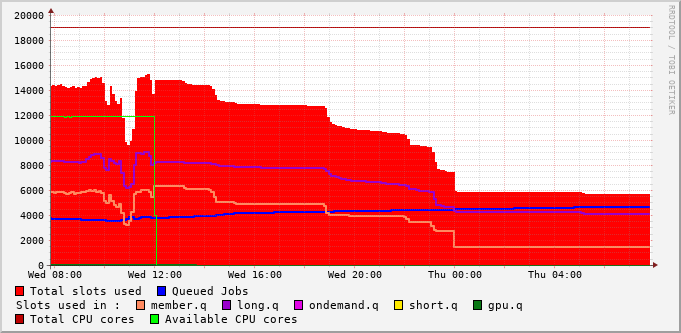 20000
18000
16000
14000
12000
10000
8000
6000
4000
2000
0
Wed 08:00 Wed 12:00 Wed 16:00 Wed 20:00 Thu 00:00 Thu 04:00
Total slots used Queued Jobs
Slots used in : member.q long.q ondemand.q short.q gpu.q
Total CPU cores Available CPU cores
RRDTOOL / TOBI OETIKER